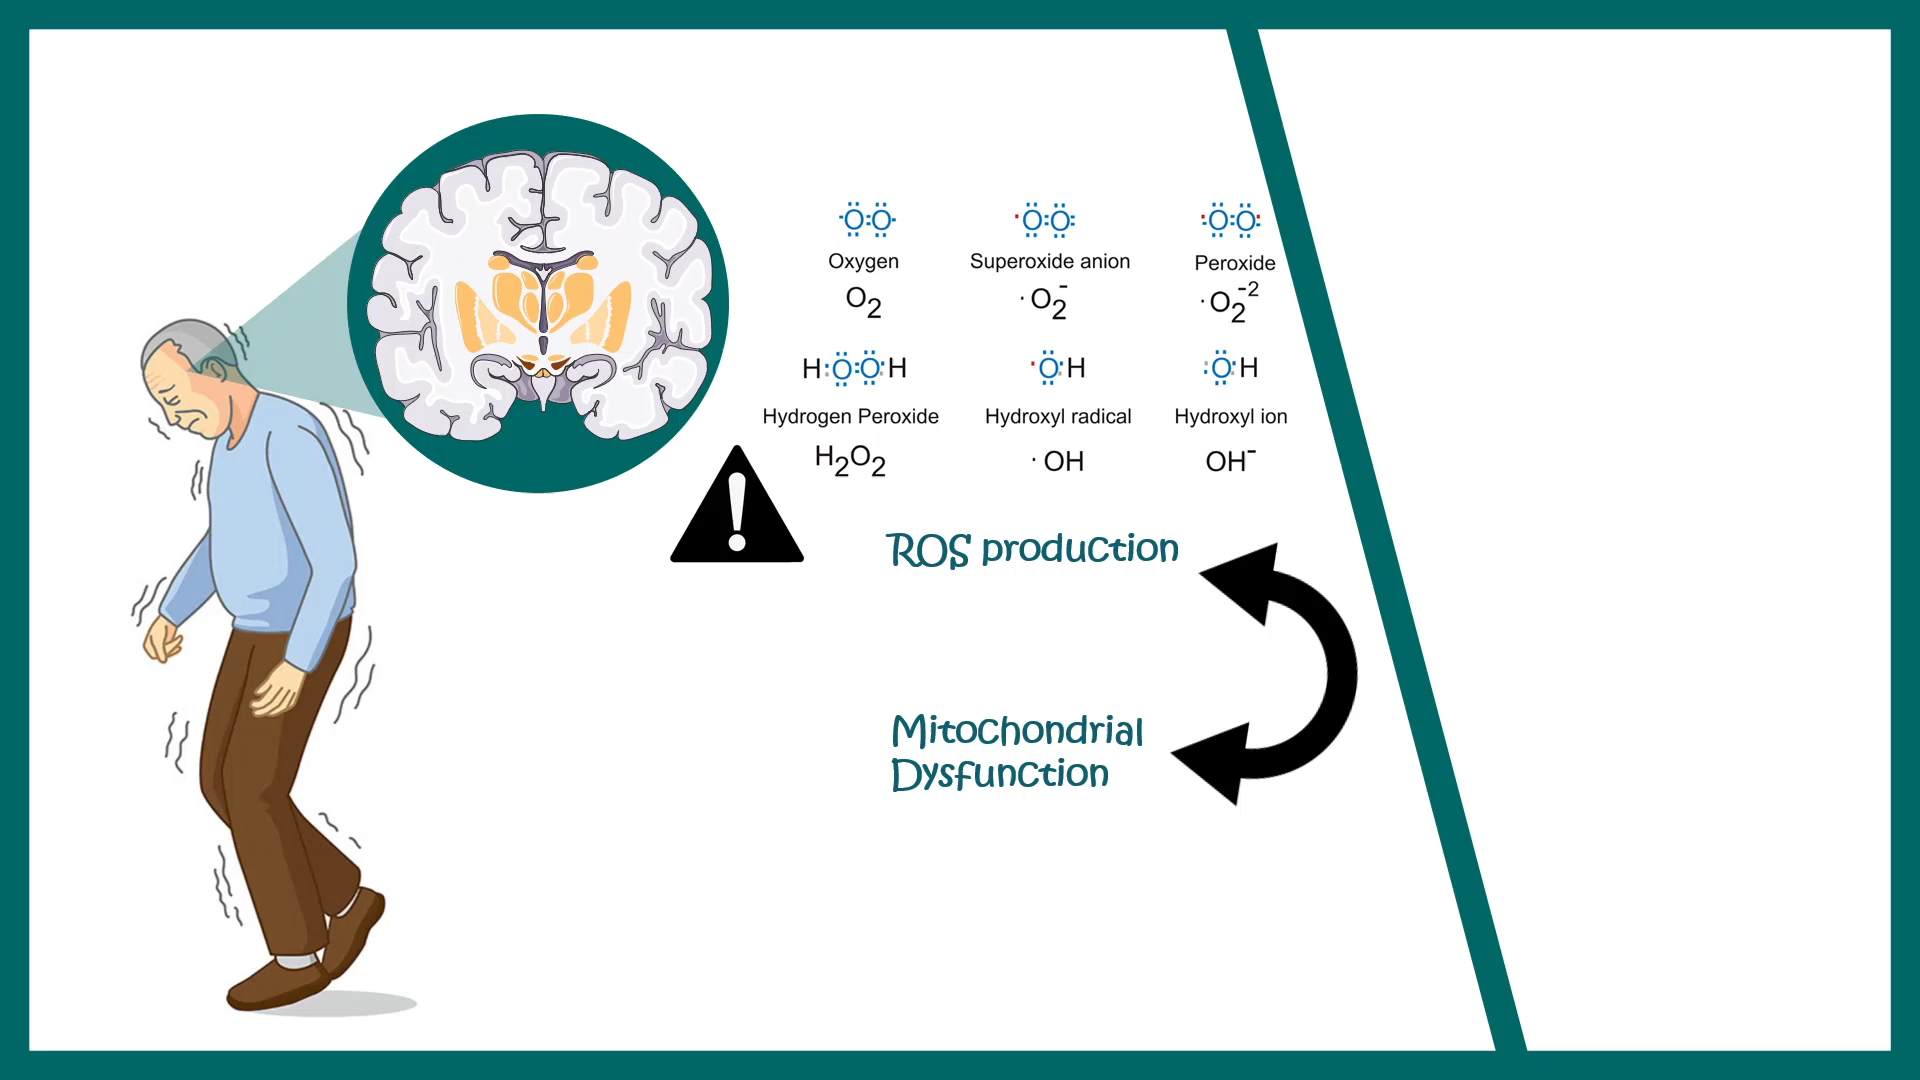 ·O:O·
·O:O:
:O:O:
Oxygen
Superoxide anion
Peroxide
O₂
·O₂⁻
·O₂⁻²
H:O:O:H
·O:H
:O:H
Hydrogen Peroxide
Hydroxyl radical
Hydroxyl ion
H₂O₂
·OH
OH⁻
!
ROS production
Mitochondrial
Dysfunction